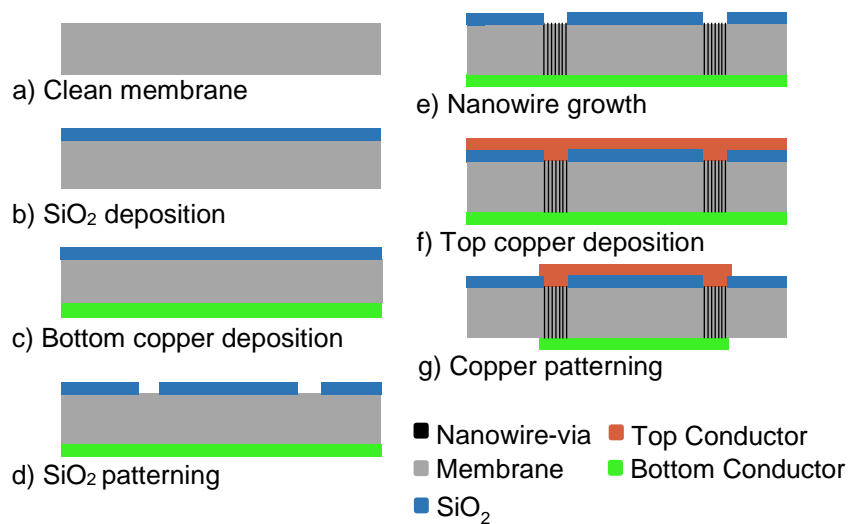 a) Clean membrane
b) SiO₂ deposition
c) Bottom copper deposition
d) SiO₂ patterning
e) Nanowire growth
f) Top copper deposition
g) Copper patterning
Nanowire-via
Top Conductor
Membrane
Bottom Conductor
SiO₂